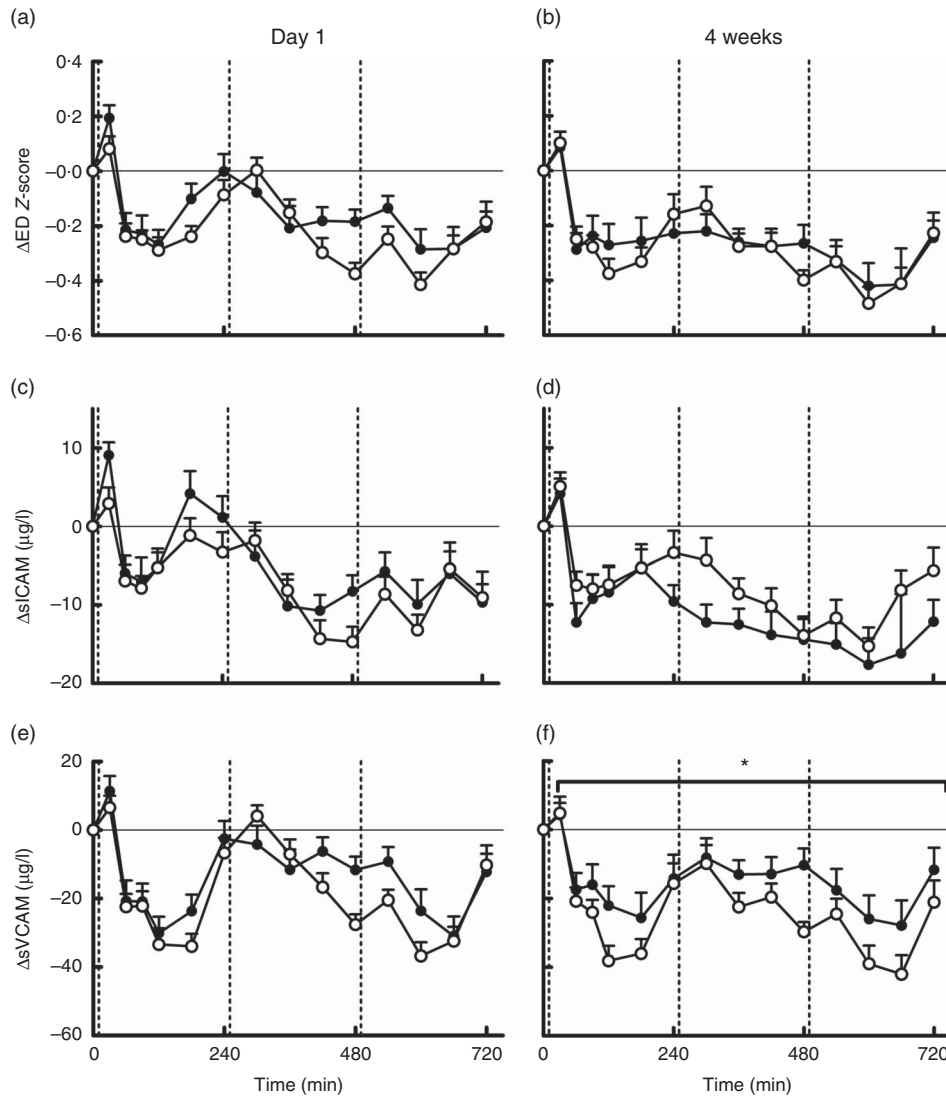 (a)
Day 1
(b)
4 weeks
0·4
0·2
–0·0
–0·2
–0·4
–0·6
ΔED Z-score
(c)
(d)
10
0
–10
–20
ΔsICAM (µg/l)
(e)
(f)
20
0
–20
–40
–60
ΔsVCAM (µg/l)
*
0 240 480 720
0 240 480 720
Time (min)
Time (min)